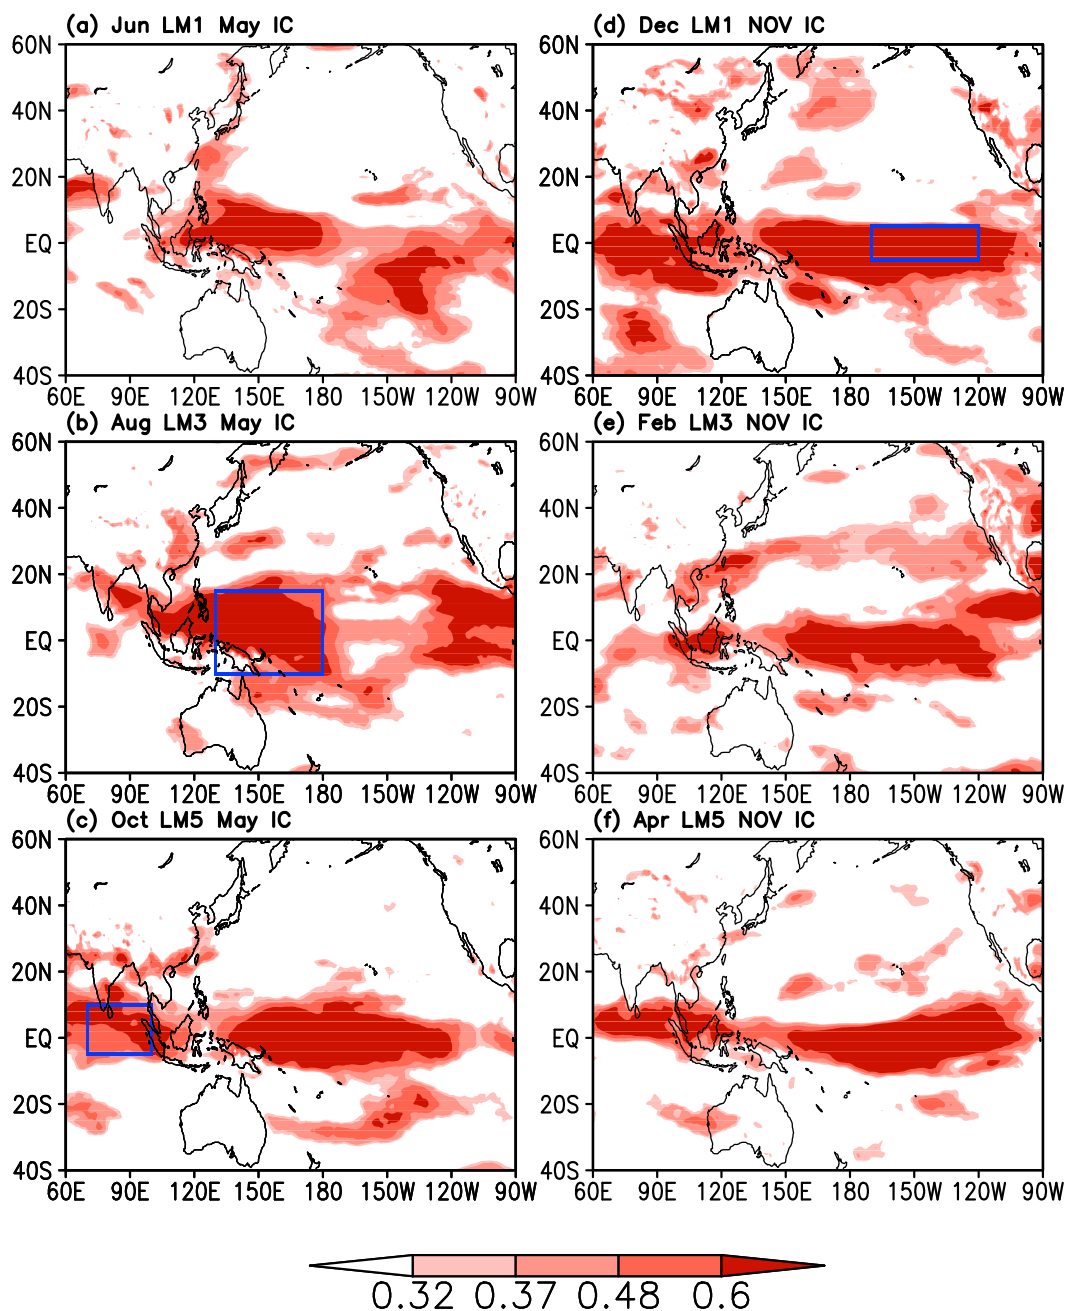 (a) Jun LM1 May IC
(d) Dec LM1 NOV IC
60N
40N
20N
EQ
20S
40S
60E 90E 120E 150E 180 150W 120W 90W
60N
40N
20N
EQ
20S
40S
60E 90E 120E 150E 180 150W 120W 90W
(b) Aug LM3 May IC
(e) Feb LM3 NOV IC
60N
40N
20N
EQ
20S
40S
60E 90E 120E 150E 180 150W 120W 90W
60N
40N
20N
EQ
20S
40S
60E 90E 120E 150E 180 150W 120W 90W
(c) Oct LM5 May IC
(f) Apr LM5 NOV IC
60N
40N
20N
EQ
20S
40S
60E 90E 120E 150E 180 150W 120W 90W
60N
40N
20N
EQ
20S
40S
60E 90E 120E 150E 180 150W 120W 90W
0.32 0.37 0.48 0.6